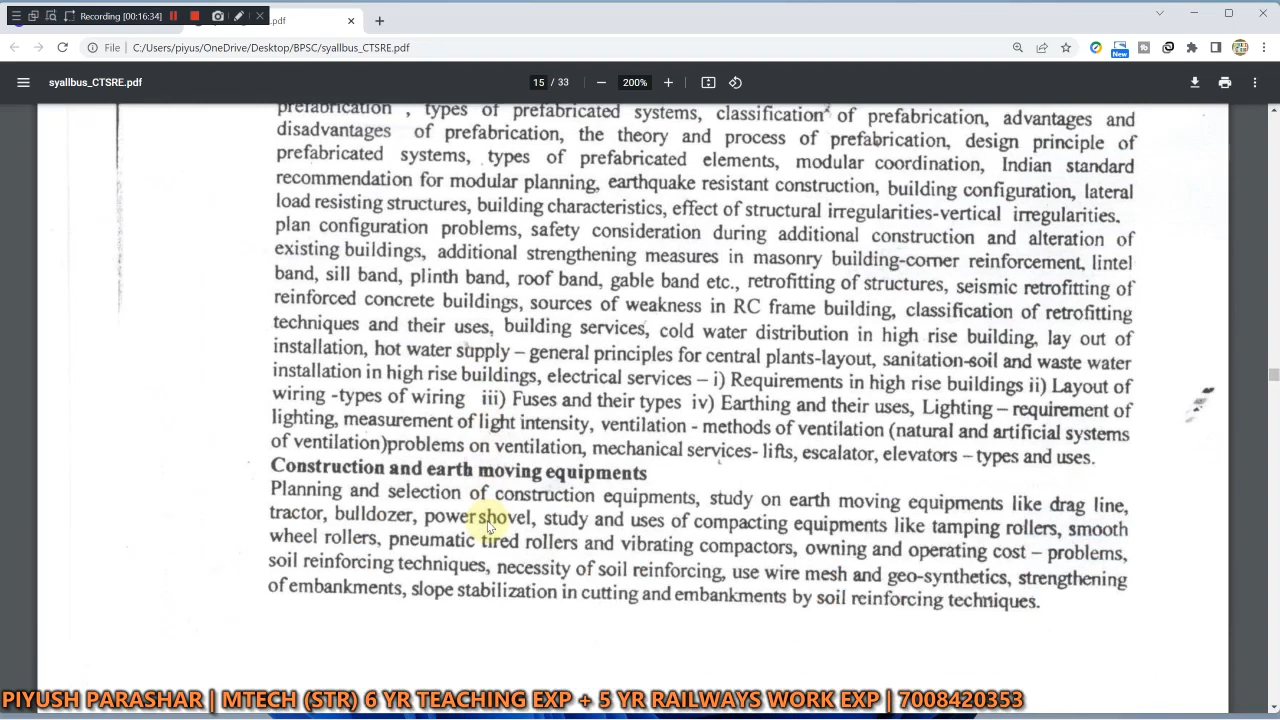 Recording [00:16:34]
.pdf
File
C:/Users/piyus/OneDrive/Desktop/BPSC/syallbus_CTSRE.pdf
New
syallbus_CTSRE.pdf
15 / 33
200%
prefabrication , types of prefabricated systems, classification of prefabrication, advantages and
disadvantages of prefabrication, the theory and process of prefabrication, design principle of
prefabricated systems, types of prefabricated elements, modular coordination, Indian standard
recommendation for modular planning, earthquake resistant construction, building configuration, lateral
load resisting structures, building characteristics, effect of structural irregularities-vertical irregularities.
plan configuration problems, safety consideration during additional construction and alteration of
existing buildings, additional strengthening measures in masonry building-corner reinforcement, lintel
band, sill band, plinth band, roof band, gable band etc., retrofitting of structures, seismic retrofitting of
reinforced concrete buildings, sources of weakness in RC frame building, classification of retrofitting
techniques and their uses, building services, cold water distribution in high rise building, lay out of
installation, hot water supply – general principles for central plants-layout, sanitation-soil and waste water
installation in high rise buildings, electrical services – i) Requirements in high rise buildings ii) Layout of
wiring -types of wiring iii) Fuses and their types iv) Earthing and their uses, Lighting – requirement of
lighting, measurement of light intensity, ventilation - methods of ventilation (natural and artificial systems
of ventilation)problems on ventilation, mechanical services- lifts, escalator, elevators – types and uses.
Construction and earth moving equipments
Planning and selection of construction equipments, study on earth moving equipments like drag line,
tractor, bulldozer, power shovel, study and uses of compacting equipments like tamping rollers, smooth
wheel rollers, pneumatic tired rollers and vibrating compactors, owning and operating cost – problems,
soil reinforcing techniques, necessity of soil reinforcing, use wire mesh and geo-synthetics, strengthening
of embankments, slope stabilization in cutting and embankments by soil reinforcing techniques.
PIYUSH PARASHAR | MTECH (STR) 6 YR TEACHING EXP + 5 YR RAILWAYS WORK EXP | 7008420353